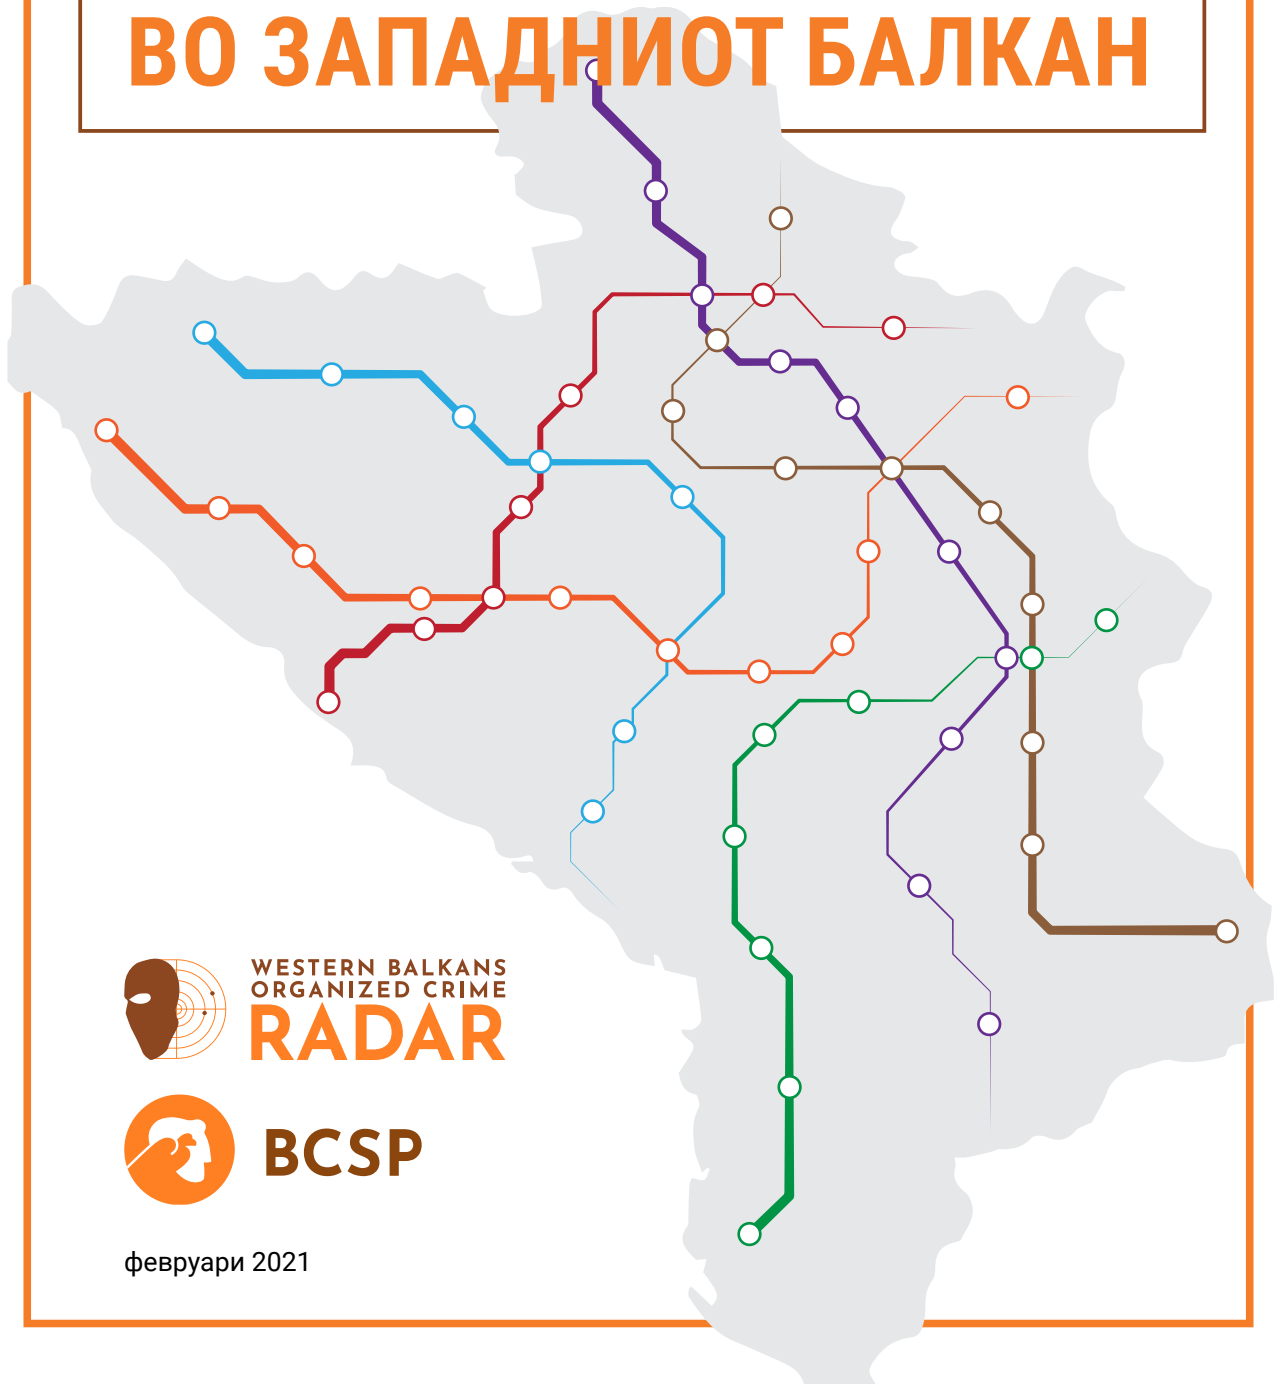 ВО ЗАПАДНИОТ БАЛКАН
WESTERN BALKANS
ORGANIZED CRIME
RADAR
BCSP
февруари 2021